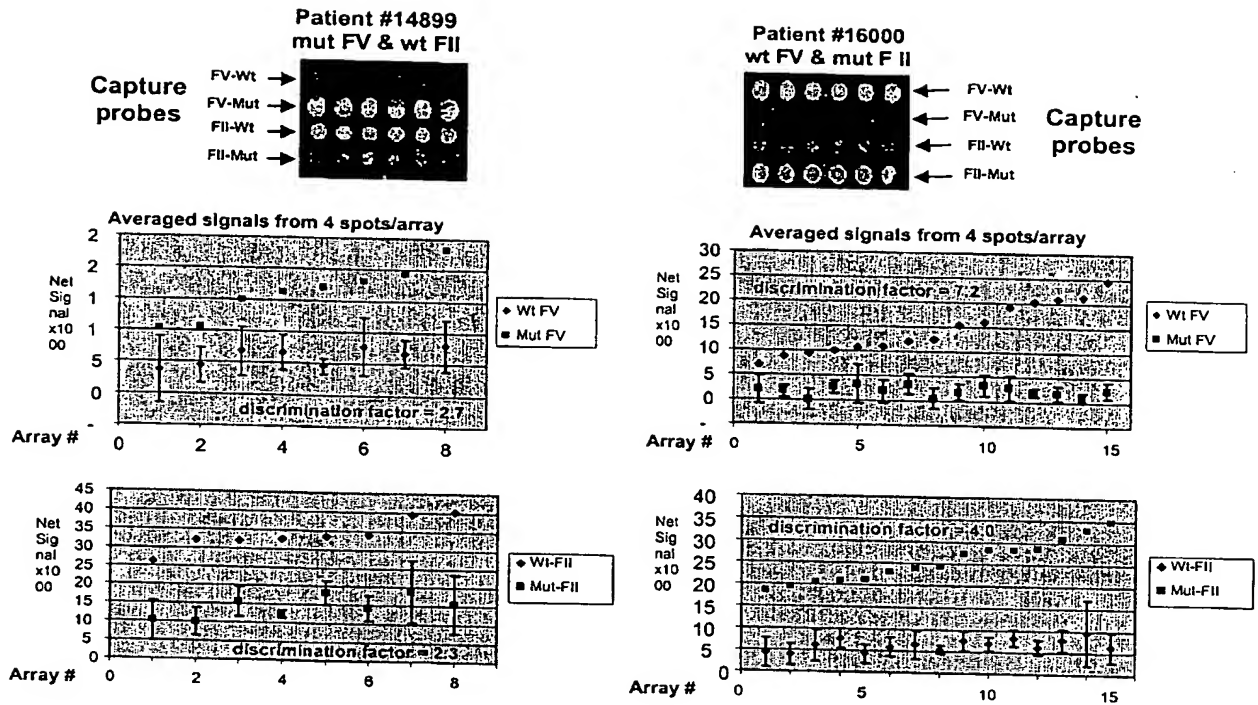 Patient #14899
mut FV & wt FII
Capture
probes
FV-Wt
FV-Mut
FII-Wt
FII-Mut
Patient #16000
wt FV & mut F II
FV-Wt
FV-Mut
FII-Wt
FII-Mut
Capture
probes
Averaged signals from 4 spots/array
Net
Sig
nal
x10
00
2
2
1
1
5
0
-
discrimination factor = 2.7
Array #
0 2 4 6 8
Wt FV
Mut FV
Averaged signals from 4 spots/array
Net
Sig
nal
x10
00
30
25
20
15
10
5
0
-
discrimination factor = 7.2
Array #
0 5 10 15
Wt FV
Mut FV
Net
Sig
nal
x10
00
45
40
35
30
25
20
15
10
5
0
discrimination factor = 2.3
Array #
0 2 4 6 8
Wt-FII
Mut-FII
Net
Sig
nal
x10
00
40
35
30
25
20
15
10
5
0
discrimination factor = 4.0
Array #
0 5 10 15
Wt-FII
Mut-FII